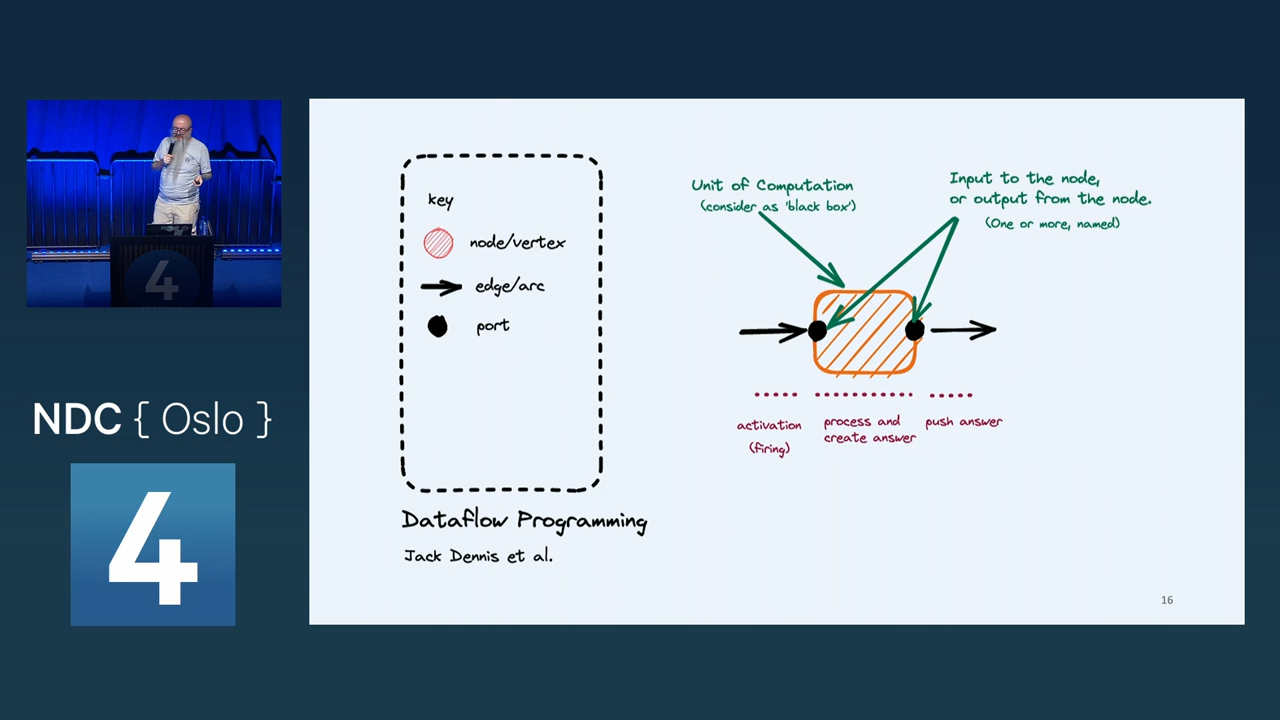 4
NDC { Oslo }
4
key
node/vertex
edge/arc
port
Dataflow Programming
Jack Dennis et al.
Unit of Computation
(consider as 'black box')
Input to the node,
or output from the node.
(One or more, named)
activation
(firing)
process and
create answer
push answer
16